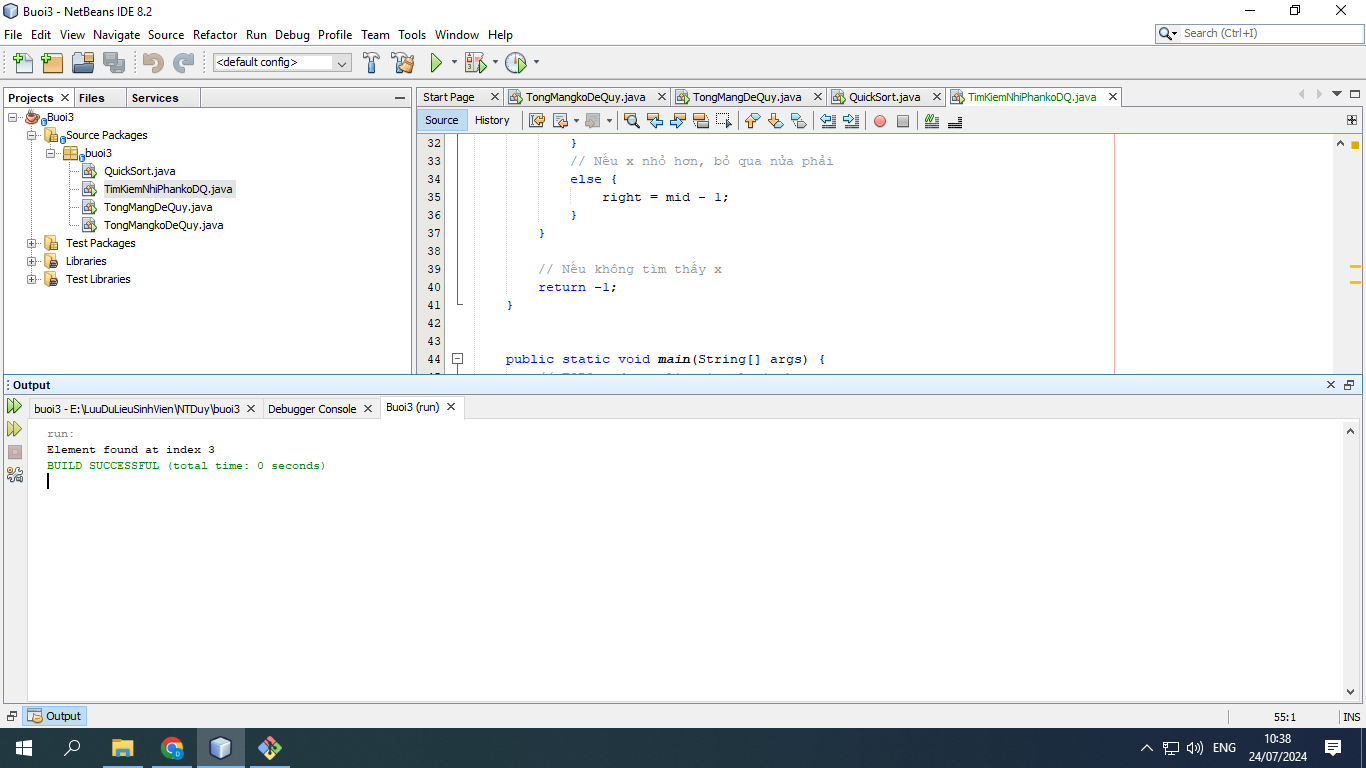 Buoi3 - NetBeans IDE 8.2
File Edit View Navigate Source Refactor Run Debug Profile Team Tools Window Help
Search (Ctrl+I)
<default config>
Projects Files Services
Buoi3
Source Packages
buoi3
QuickSort.java
TimKiemNhiPhankoDQ.java
TongMangDeQuy.java
TongMangkoDeQuy.java
Test Packages
Libraries
Test Libraries
Start Page TongMangkoDeQuy.java TongMangDeQuy.java QuickSort.java TimKiemNhiPhankoDQ.java
Source History
32 }
33 // Nếu x nhỏ hơn, bỏ qua nửa phải
34 else {
35 right = mid - 1;
36 }
37 }
38
39 // Nếu không tìm thấy x
40 return -1;
41 }
42
43
44 public static void main(String[] args) {
Output
buoi3 - E:\LuuDuLieuSinhVien\NTDuy\buoi3 Debugger Console Buoi3 (run)
run:
Element found at index 3
BUILD SUCCESSFUL (total time: 0 seconds)
Output
55:1 INS
ENG
10:38
24/07/2024